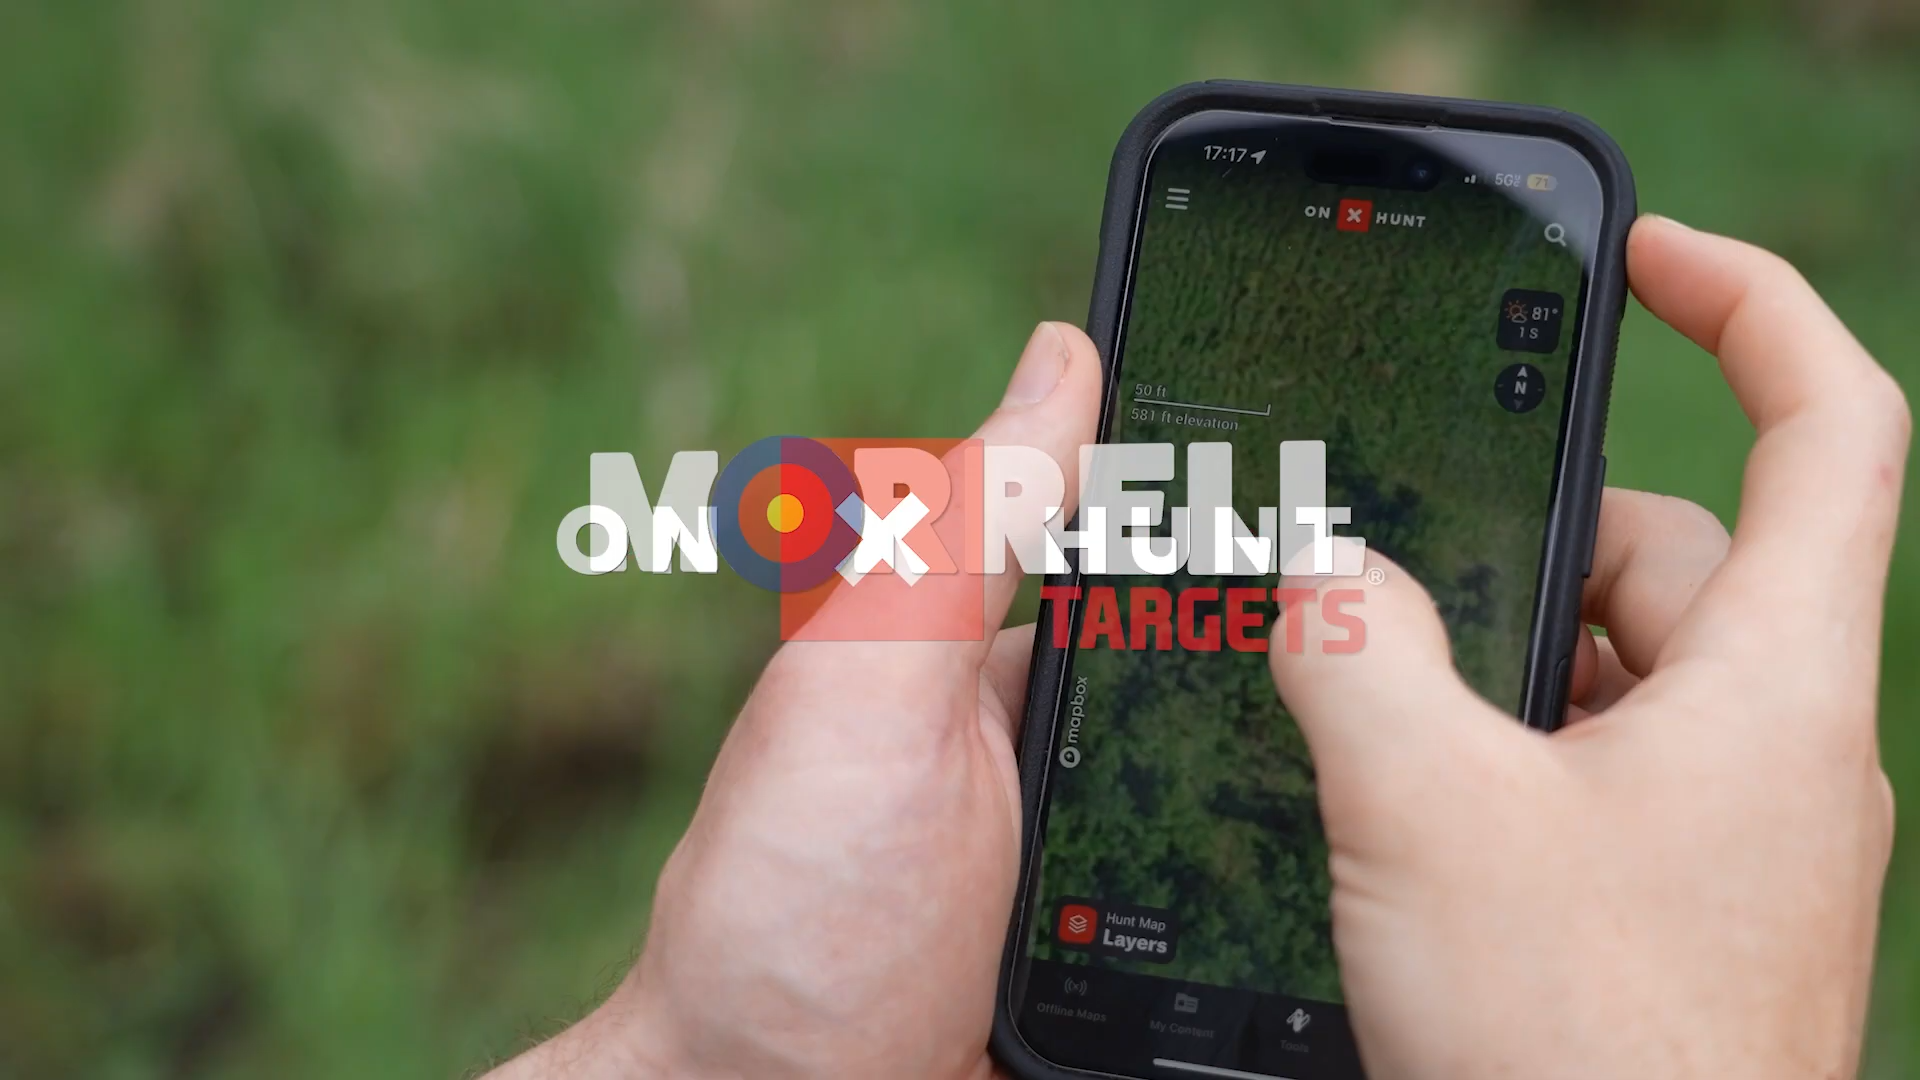 17:17
5G 71
ON X HUNT
81°
1 S
N
50 ft
581 ft elevation
MORRELL®
ON X HUNT
TARGETS
mapbox
Hunt Map
Layers
Offline Maps
My Content
Tools